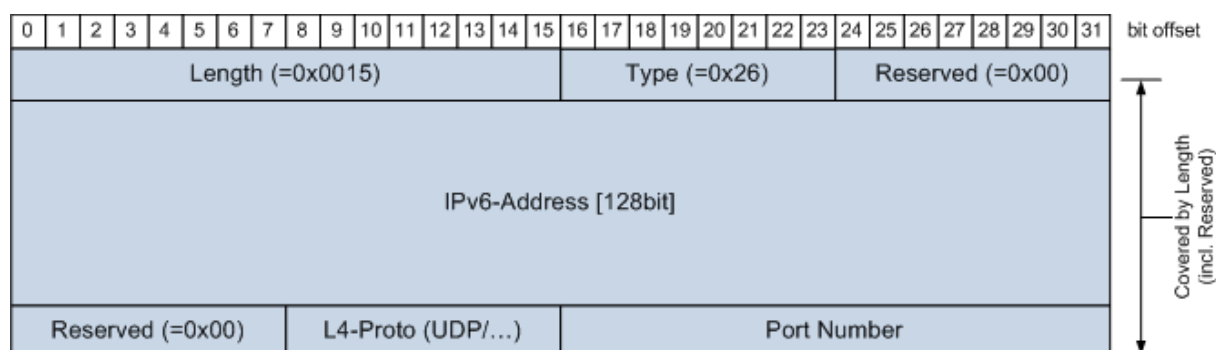 0 1 2 3 4 5 6 7 8 9 10 11 12 13 14 15 16 17 18 19 20 21 22 23 24 25 26 27 28 29 30 31 bit offset
Length (=0x0015) Type (=0x26) Reserved (=0x00)
IPv6-Address [128bit]
Covered by Length
(incl. Reserved)
Reserved (=0x00) L4-Proto (UDP/...) Port Number